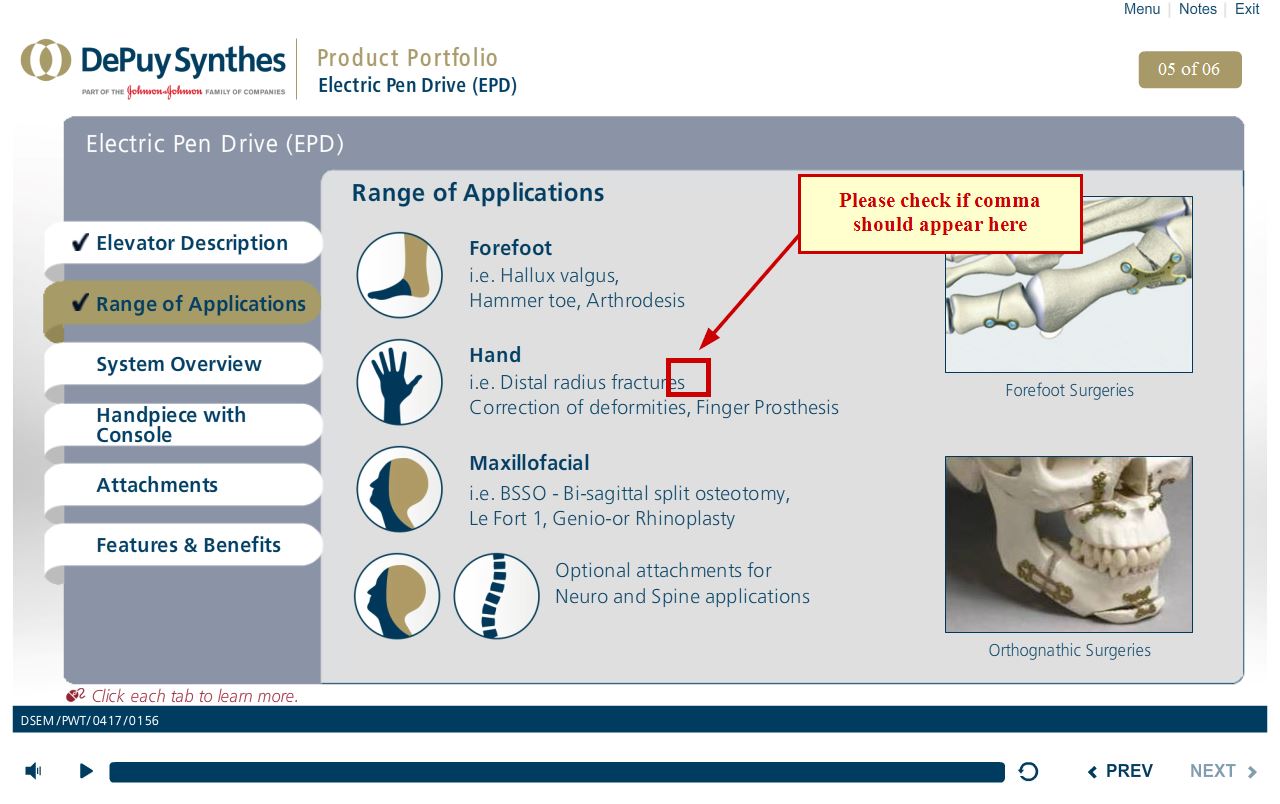 Menu | Notes | Exit
DePuy Synthes
PART OF THE Johnson & Johnson FAMILY OF COMPANIES
Product Portfolio
Electric Pen Drive (EPD)
05 of 06
Electric Pen Drive (EPD)
Elevator Description
Range of Applications
System Overview
Handpiece with
Console
Attachments
Features & Benefits
Range of Applications
Please check if comma
should appear here
Forefoot
i.e. Hallux valgus,
Hammer toe, Arthrodesis
Hand
i.e. Distal radius fractures
Correction of deformities, Finger Prosthesis
Maxillofacial
i.e. BSSO - Bi-sagittal split osteotomy,
Le Fort 1, Genio-or Rhinoplasty
Optional attachments for
Neuro and Spine applications
Forefoot Surgeries
Orthognathic Surgeries
Click each tab to learn more.
DSEM/PWT/0417/0156
PREV
NEXT